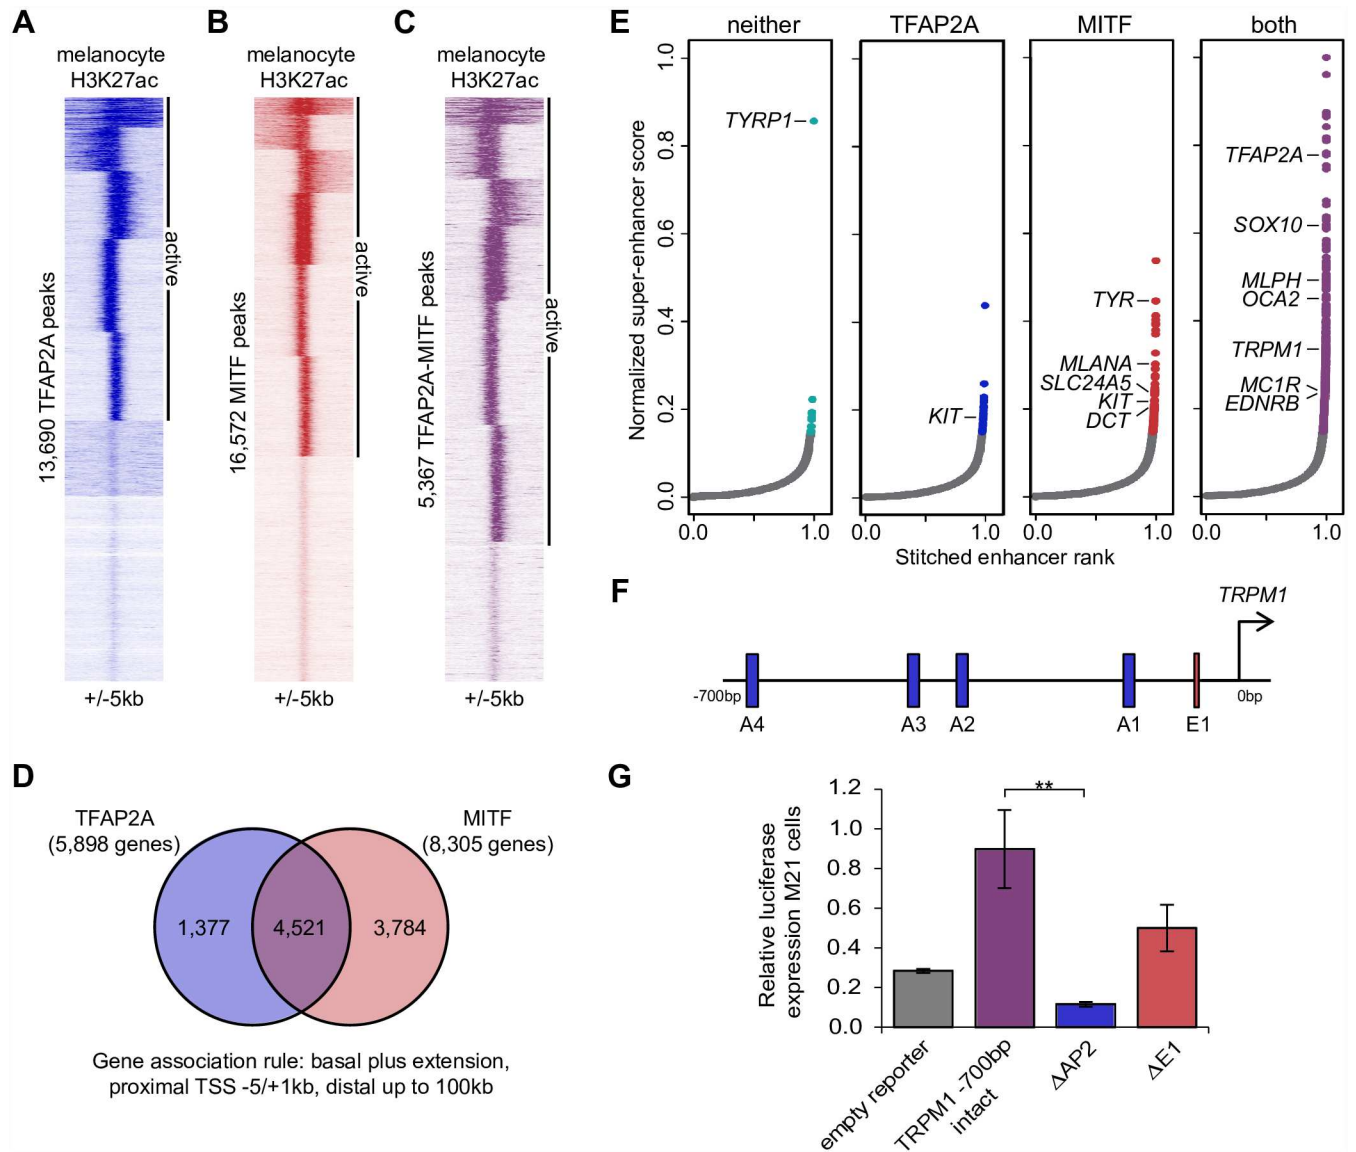 A
melanocyte
H3K27ac
13,690 TFAP2A peaks
active
+/-5kb
B
melanocyte
H3K27ac
16,572 MITF peaks
active
+/-5kb
C
melanocyte
H3K27ac
5,367 TFAP2A-MITF peaks
active
+/-5kb
D
TFAP2A
(5,898 genes)
MITF
(8,305 genes)
1,377
4,521
3,784
Gene association rule: basal plus extension,
proximal TSS -5/+1kb, distal up to 100kb
E
neither
TFAP2A
MITF
both
Normalized super-enhancer score
1.0
0.8
0.6
0.4
0.2
0.0
TYRP1
KIT
TYR
MLANA
SLC24A5
KIT
DCT
TFAP2A
SOX10
MLPH
OCA2
TRPM1
MC1R
EDNRB
0.0 1.0
0.0 1.0
0.0 1.0
0.0 1.0
Stitched enhancer rank
F
TRPM1
-700bp
0bp
A4
A3
A2
A1
E1
G
Relative luciferase
expression M21 cells
1.2
1.0
0.8
0.6
0.4
0.2
0.0
**
empty reporter
TRPM1 -700bp
intact
ΔAP2
ΔE1